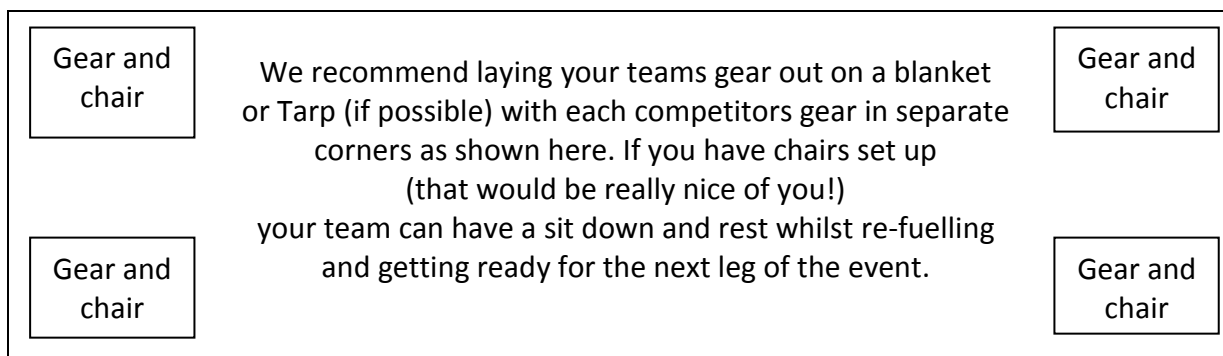 Gear and
chair
Gear and
chair
We recommend laying your teams gear out on a blanket
or Tarp (if possible) with each competitors gear in separate
corners as shown here. If you have chairs set up
(that would be really nice of you!)
your team can have a sit down and rest whilst re-fuelling
and getting ready for the next leg of the event.
Gear and
chair
Gear and
chair